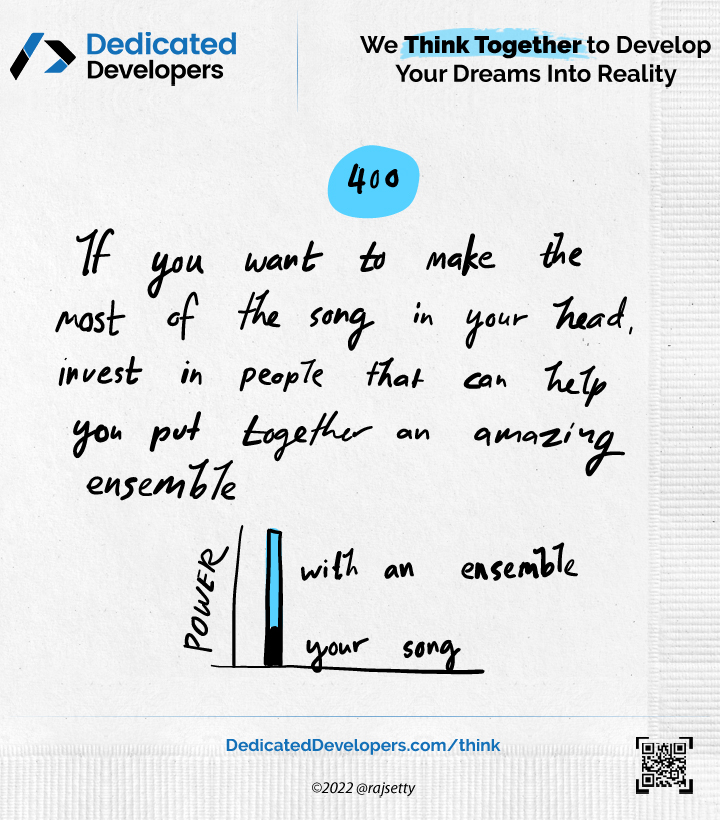 Dedicated
Developers
We Think Together to Develop
Your Dreams Into Reality
400
If you want to make the
most of the song in your head,
invest in people that can help
you put together an amazing
ensemble
POWER
with an ensemble
your song
DedicatedDevelopers.com/think
©2022 @rajsetty